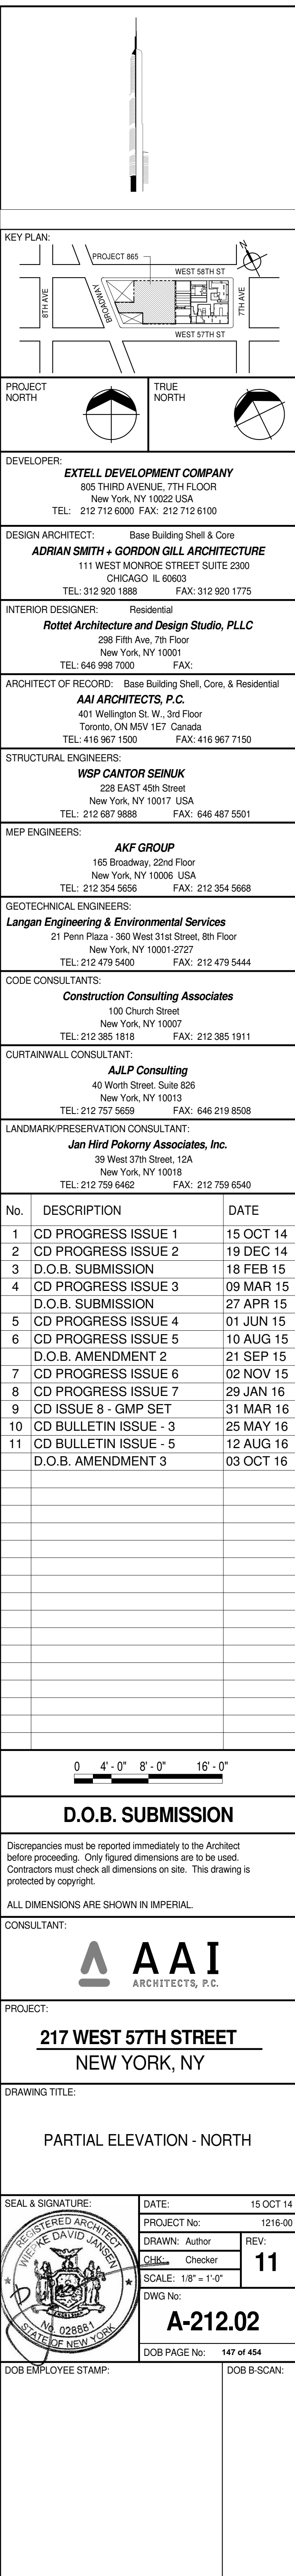 KEY PLAN:
N
PROJECT 865
WEST 58TH ST
8TH AVE
BROADWAY
7TH AVE
WEST 57TH ST
PROJECT NORTH
TRUE NORTH
DEVELOPER:
EXTELL DEVELOPMENT COMPANY
805 THIRD AVENUE, 7TH FLOOR
New York, NY 10022 USA
TEL: 212 712 6000 FAX: 212 712 6100
DESIGN ARCHITECT: Base Building Shell & Core
ADRIAN SMITH + GORDON GILL ARCHITECTURE
111 WEST MONROE STREET SUITE 2300
CHICAGO IL 60603
TEL: 312 920 1888 FAX: 312 920 1775
INTERIOR DESIGNER: Residential
Rottet Architecture and Design Studio, PLLC
298 Fifth Ave, 7th Floor
New York, NY 10001
TEL: 646 998 7000 FAX:
ARCHITECT OF RECORD: Base Building Shell, Core, & Residential
AAI ARCHITECTS, P.C.
401 Wellington St. W., 3rd Floor
Toronto, ON M5V 1E7 Canada
TEL: 416 967 1500 FAX: 416 967 7150
STRUCTURAL ENGINEERS:
WSP CANTOR SEINUK
228 EAST 45th Street
New York, NY 10017 USA
TEL: 212 687 9888 FAX: 646 487 5501
MEP ENGINEERS:
AKF GROUP
165 Broadway, 22nd Floor
New York, NY 10006 USA
TEL: 212 354 5656 FAX: 212 354 5668
GEOTECHNICAL ENGINEERS:
Langan Engineering & Environmental Services
21 Penn Plaza - 360 West 31st Street, 8th Floor
New York, NY 10001-2727
TEL: 212 479 5400 FAX: 212 479 5444
CODE CONSULTANTS:
Construction Consulting Associates
100 Church Street
New York, NY 10007
TEL: 212 385 1818 FAX: 212 385 1911
CURTAINWALL CONSULTANT:
AJLP Consulting
40 Worth Street. Suite 826
New York, NY 10013
TEL: 212 757 5659 FAX: 646 219 8508
LANDMARK/PRESERVATION CONSULTANT:
Jan Hird Pokorny Associates, Inc.
39 West 37th Street, 12A
New York, NY 10018
TEL: 212 759 6462 FAX: 212 759 6540
No. DESCRIPTION DATE
1 CD PROGRESS ISSUE 1 15 OCT 14
2 CD PROGRESS ISSUE 2 19 DEC 14
3 D.O.B. SUBMISSION 18 FEB 15
4 CD PROGRESS ISSUE 3 09 MAR 15
D.O.B. SUBMISSION 27 APR 15
5 CD PROGRESS ISSUE 4 01 JUN 15
6 CD PROGRESS ISSUE 5 10 AUG 15
D.O.B. AMENDMENT 2 21 SEP 15
7 CD PROGRESS ISSUE 6 02 NOV 15
8 CD PROGRESS ISSUE 7 29 JAN 16
9 CD ISSUE 8 - GMP SET 31 MAR 16
10 CD BULLETIN ISSUE - 3 25 MAY 16
11 CD BULLETIN ISSUE - 5 12 AUG 16
D.O.B. AMENDMENT 3 03 OCT 16
0 4' - 0" 8' - 0" 16' - 0"
D.O.B. SUBMISSION
Discrepancies must be reported immediately to the Architect
before proceeding. Only figured dimensions are to be used.
Contractors must check all dimensions on site. This drawing is
protected by copyright.
ALL DIMENSIONS ARE SHOWN IN IMPERIAL.
CONSULTANT:
AAI
ARCHITECTS, P.C.
PROJECT:
217 WEST 57TH STREET
NEW YORK, NY
DRAWING TITLE:
PARTIAL ELEVATION - NORTH
SEAL & SIGNATURE:
REGISTERED ARCHITECT
DAVID JANSEN
No. 028881
STATE OF NEW YORK
DATE: 15 OCT 14
PROJECT No: 1216-00
DRAWN: Author
CHK: Checker
SCALE: 1/8" = 1'-0"
REV:
11
DWG No:
A-212.02
DOB PAGE No: 147 of 454
DOB EMPLOYEE STAMP:
DOB B-SCAN: